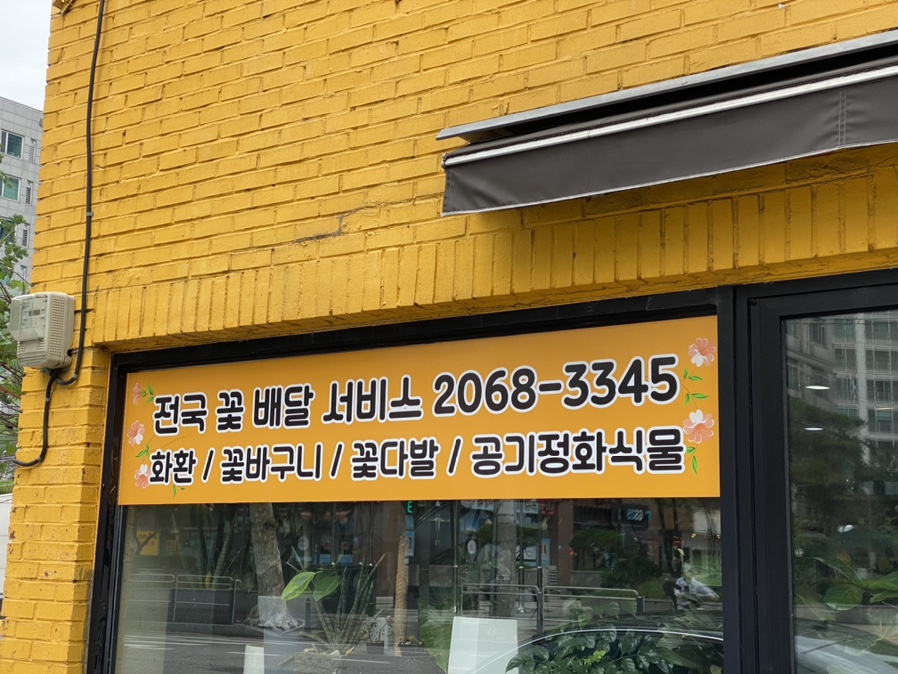 전국 꽃 배달 서비스 2068-3345
화환 / 꽃바구니 / 꽃다발 / 공기정화식물